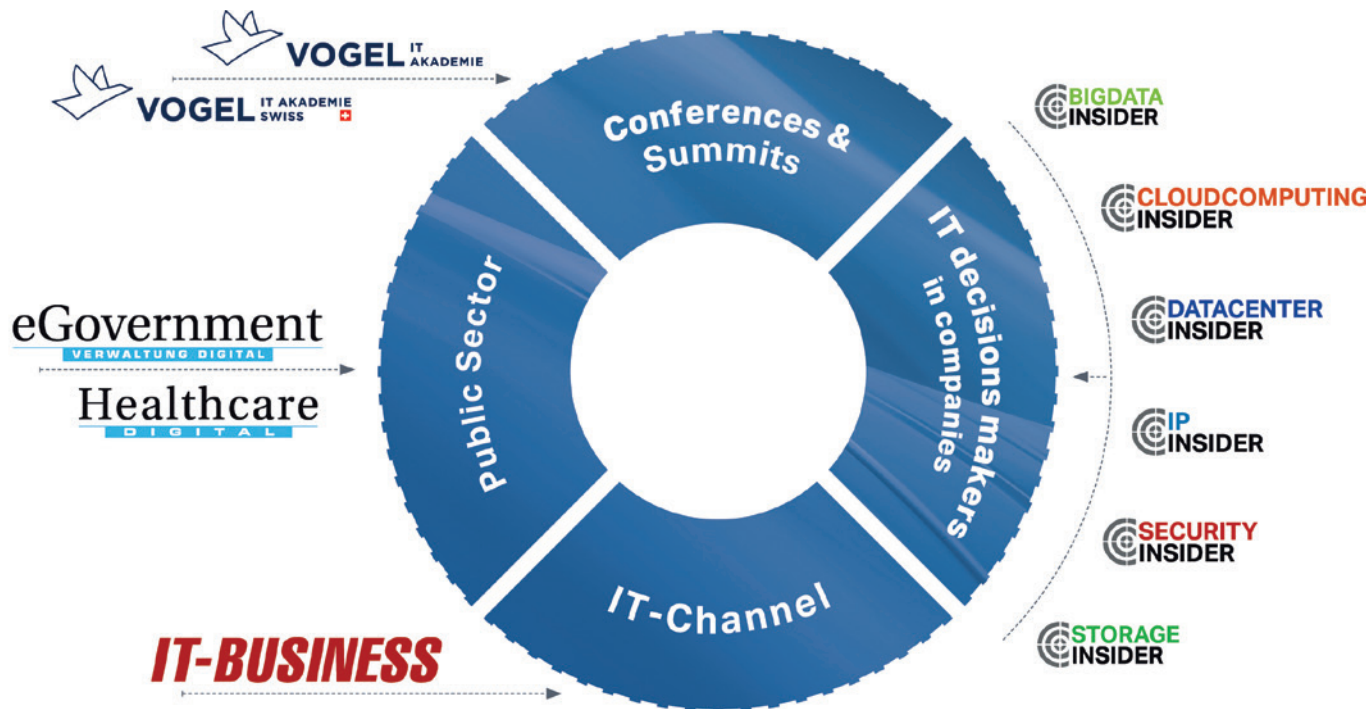 VOGEL IT
AKADEMIE
VOGEL IT AKADEMIE
SWISS
Conferences &
Summits
BIGDATA
INSIDER
CLOUDCOMPUTING
INSIDER
IT decisions makers
in companies
DATACENTER
INSIDER
eGovernment
VERWALTUNG DIGITAL
Healthcare
DIGITAL
Public Sector
IP
INSIDER
SECURITY
INSIDER
IT-Channel
STORAGE
INSIDER
IT-BUSINESS